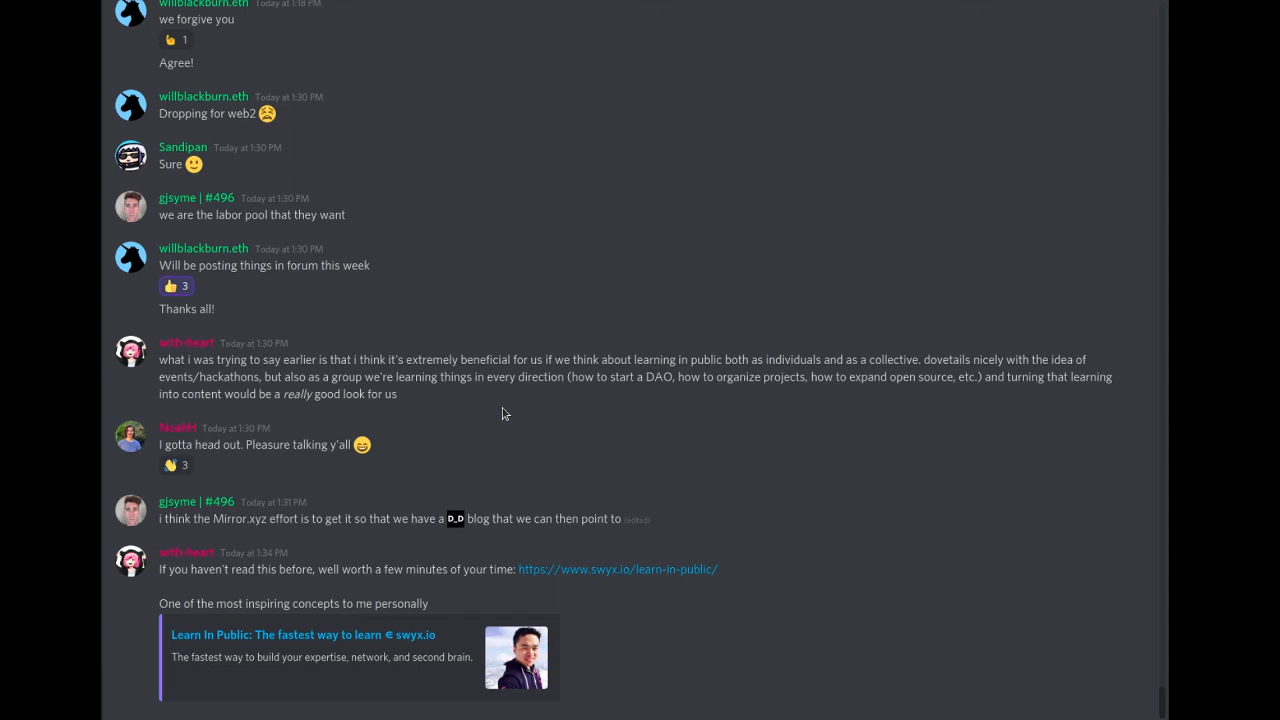 willblackburn.eth Today at 1:18 PM
we forgive you
1
Agree!
willblackburn.eth Today at 1:30 PM
Dropping for web2 😫
Sandipan Today at 1:30 PM
Sure 🙂
gjsyme | #496 Today at 1:30 PM
we are the labor pool that they want
willblackburn.eth Today at 1:30 PM
Will be posting things in forum this week
👍 3
Thanks all!
with-heart Today at 1:30 PM
what i was trying to say earlier is that i think it's extremely beneficial for us if we think about learning in public both as individuals and as a collective. dovetails nicely with the idea of
events/hackathons, but also as a group we're learning things in every direction (how to start a DAO, how to organize projects, how to expand open source, etc.) and turning that learning
into content would be a really good look for us
NoahH Today at 1:30 PM
I gotta head out. Pleasure talking y'all 😄
👋 3
gjsyme | #496 Today at 1:31 PM
i think the Mirror.xyz effort is to get it so that we have a D_D blog that we can then point to (edited)
with-heart Today at 1:34 PM
If you haven't read this before, well worth a few minutes of your time: https://www.swyx.io/learn-in-public/
One of the most inspiring concepts to me personally
Learn In Public: The fastest way to learn ∊ swyx.io
The fastest way to build your expertise, network, and second brain.